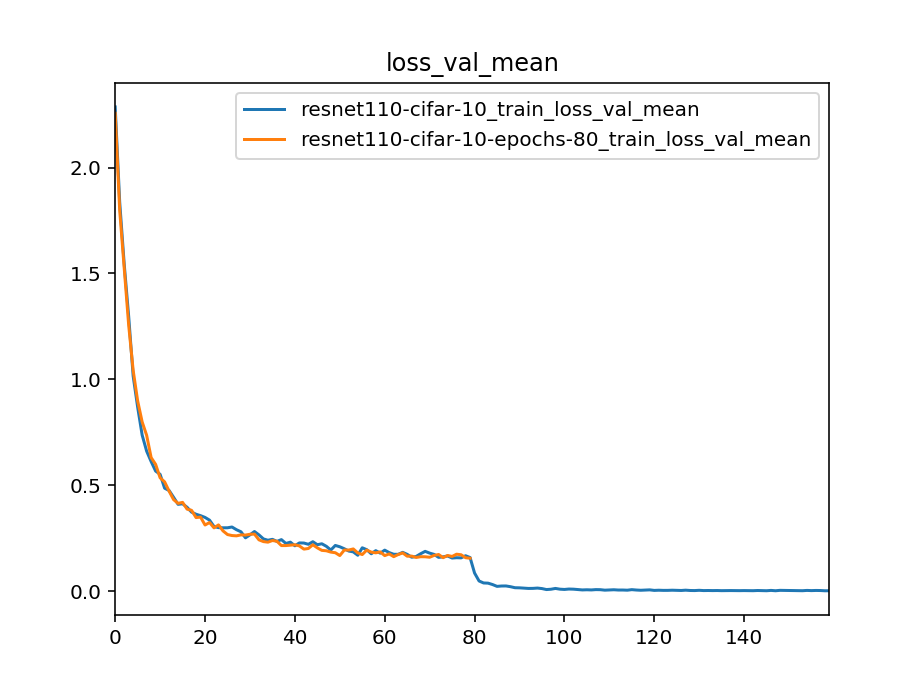 loss_val_mean
resnet110-cifar-10_train_loss_val_mean
resnet110-cifar-10-epochs-80_train_loss_val_mean
2.0
1.5
1.0
0.5
0.0
0 20 40 60 80 100 120 140